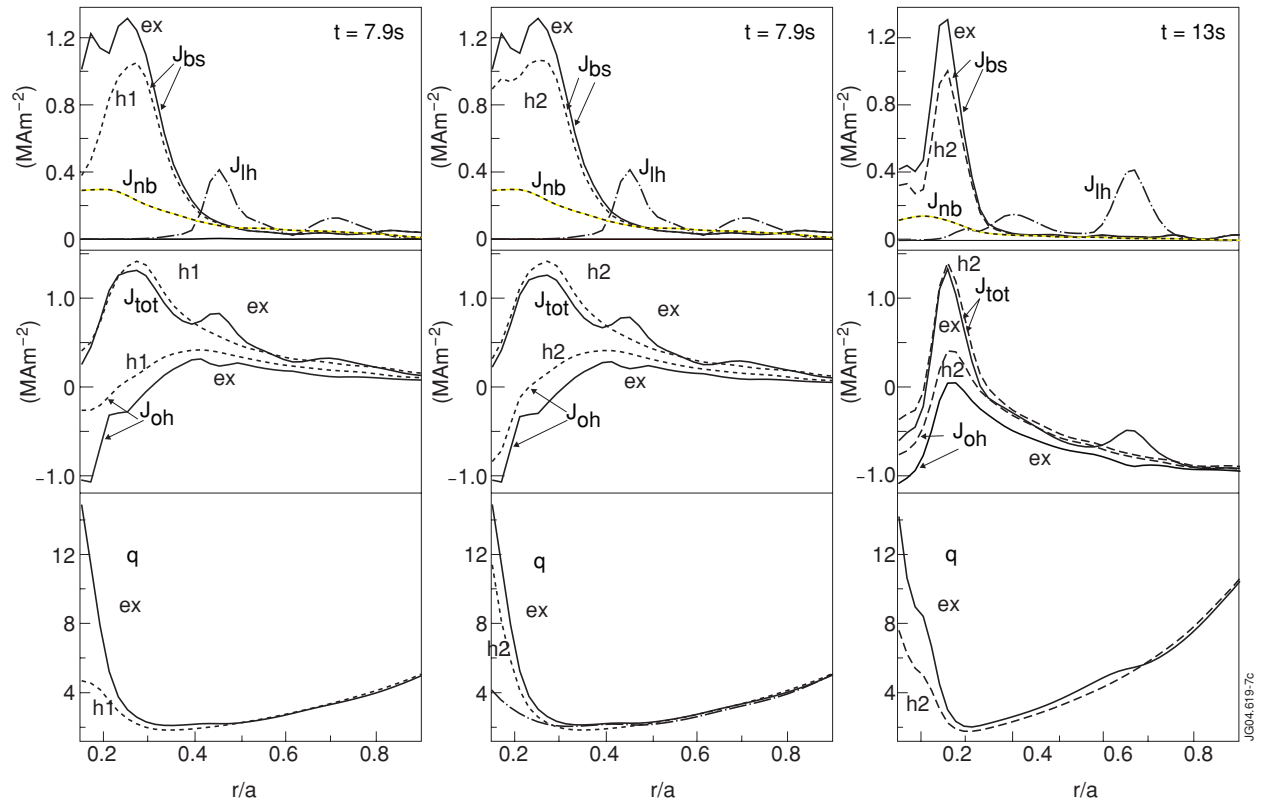 t = 7.9s
ex
Jbs
h1
Jlh
Jnb
1.2
0.8
0.4
0
(MAm−2)
t = 7.9s
ex
Jbs
h2
Jlh
Jnb
1.2
0.8
0.4
0
(MAm−2)
t = 13s
ex
Jbs
h2
Jlh
Jnb
1.2
0.8
0.4
0
(MAm−2)
h1
Jtot
ex
h1
ex
Joh
1.0
0
−1.0
(MAm−2)
h2
Jtot
ex
h2
ex
Joh
1.0
0
−1.0
(MAm−2)
h2
Jtot
ex
h2
Joh
ex
1.0
0
−1.0
(MAm−2)
q
ex
h1
12
8
4
0.2 0.4 0.6 0.8
r/a
q
ex
h2
12
8
4
0.2 0.4 0.6 0.8
r/a
q
ex
h2
12
8
4
0.2 0.4 0.6 0.8
r/a
JG04.619-7c